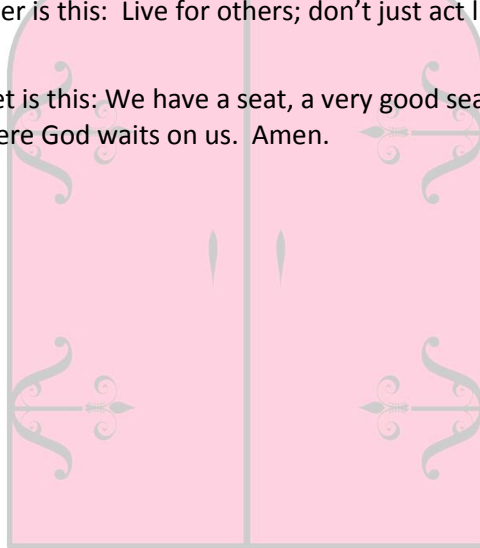 er is this:  Live for others; don’t just act l
et is this: We have a seat, a very good sea
ere God waits on us.  Amen.